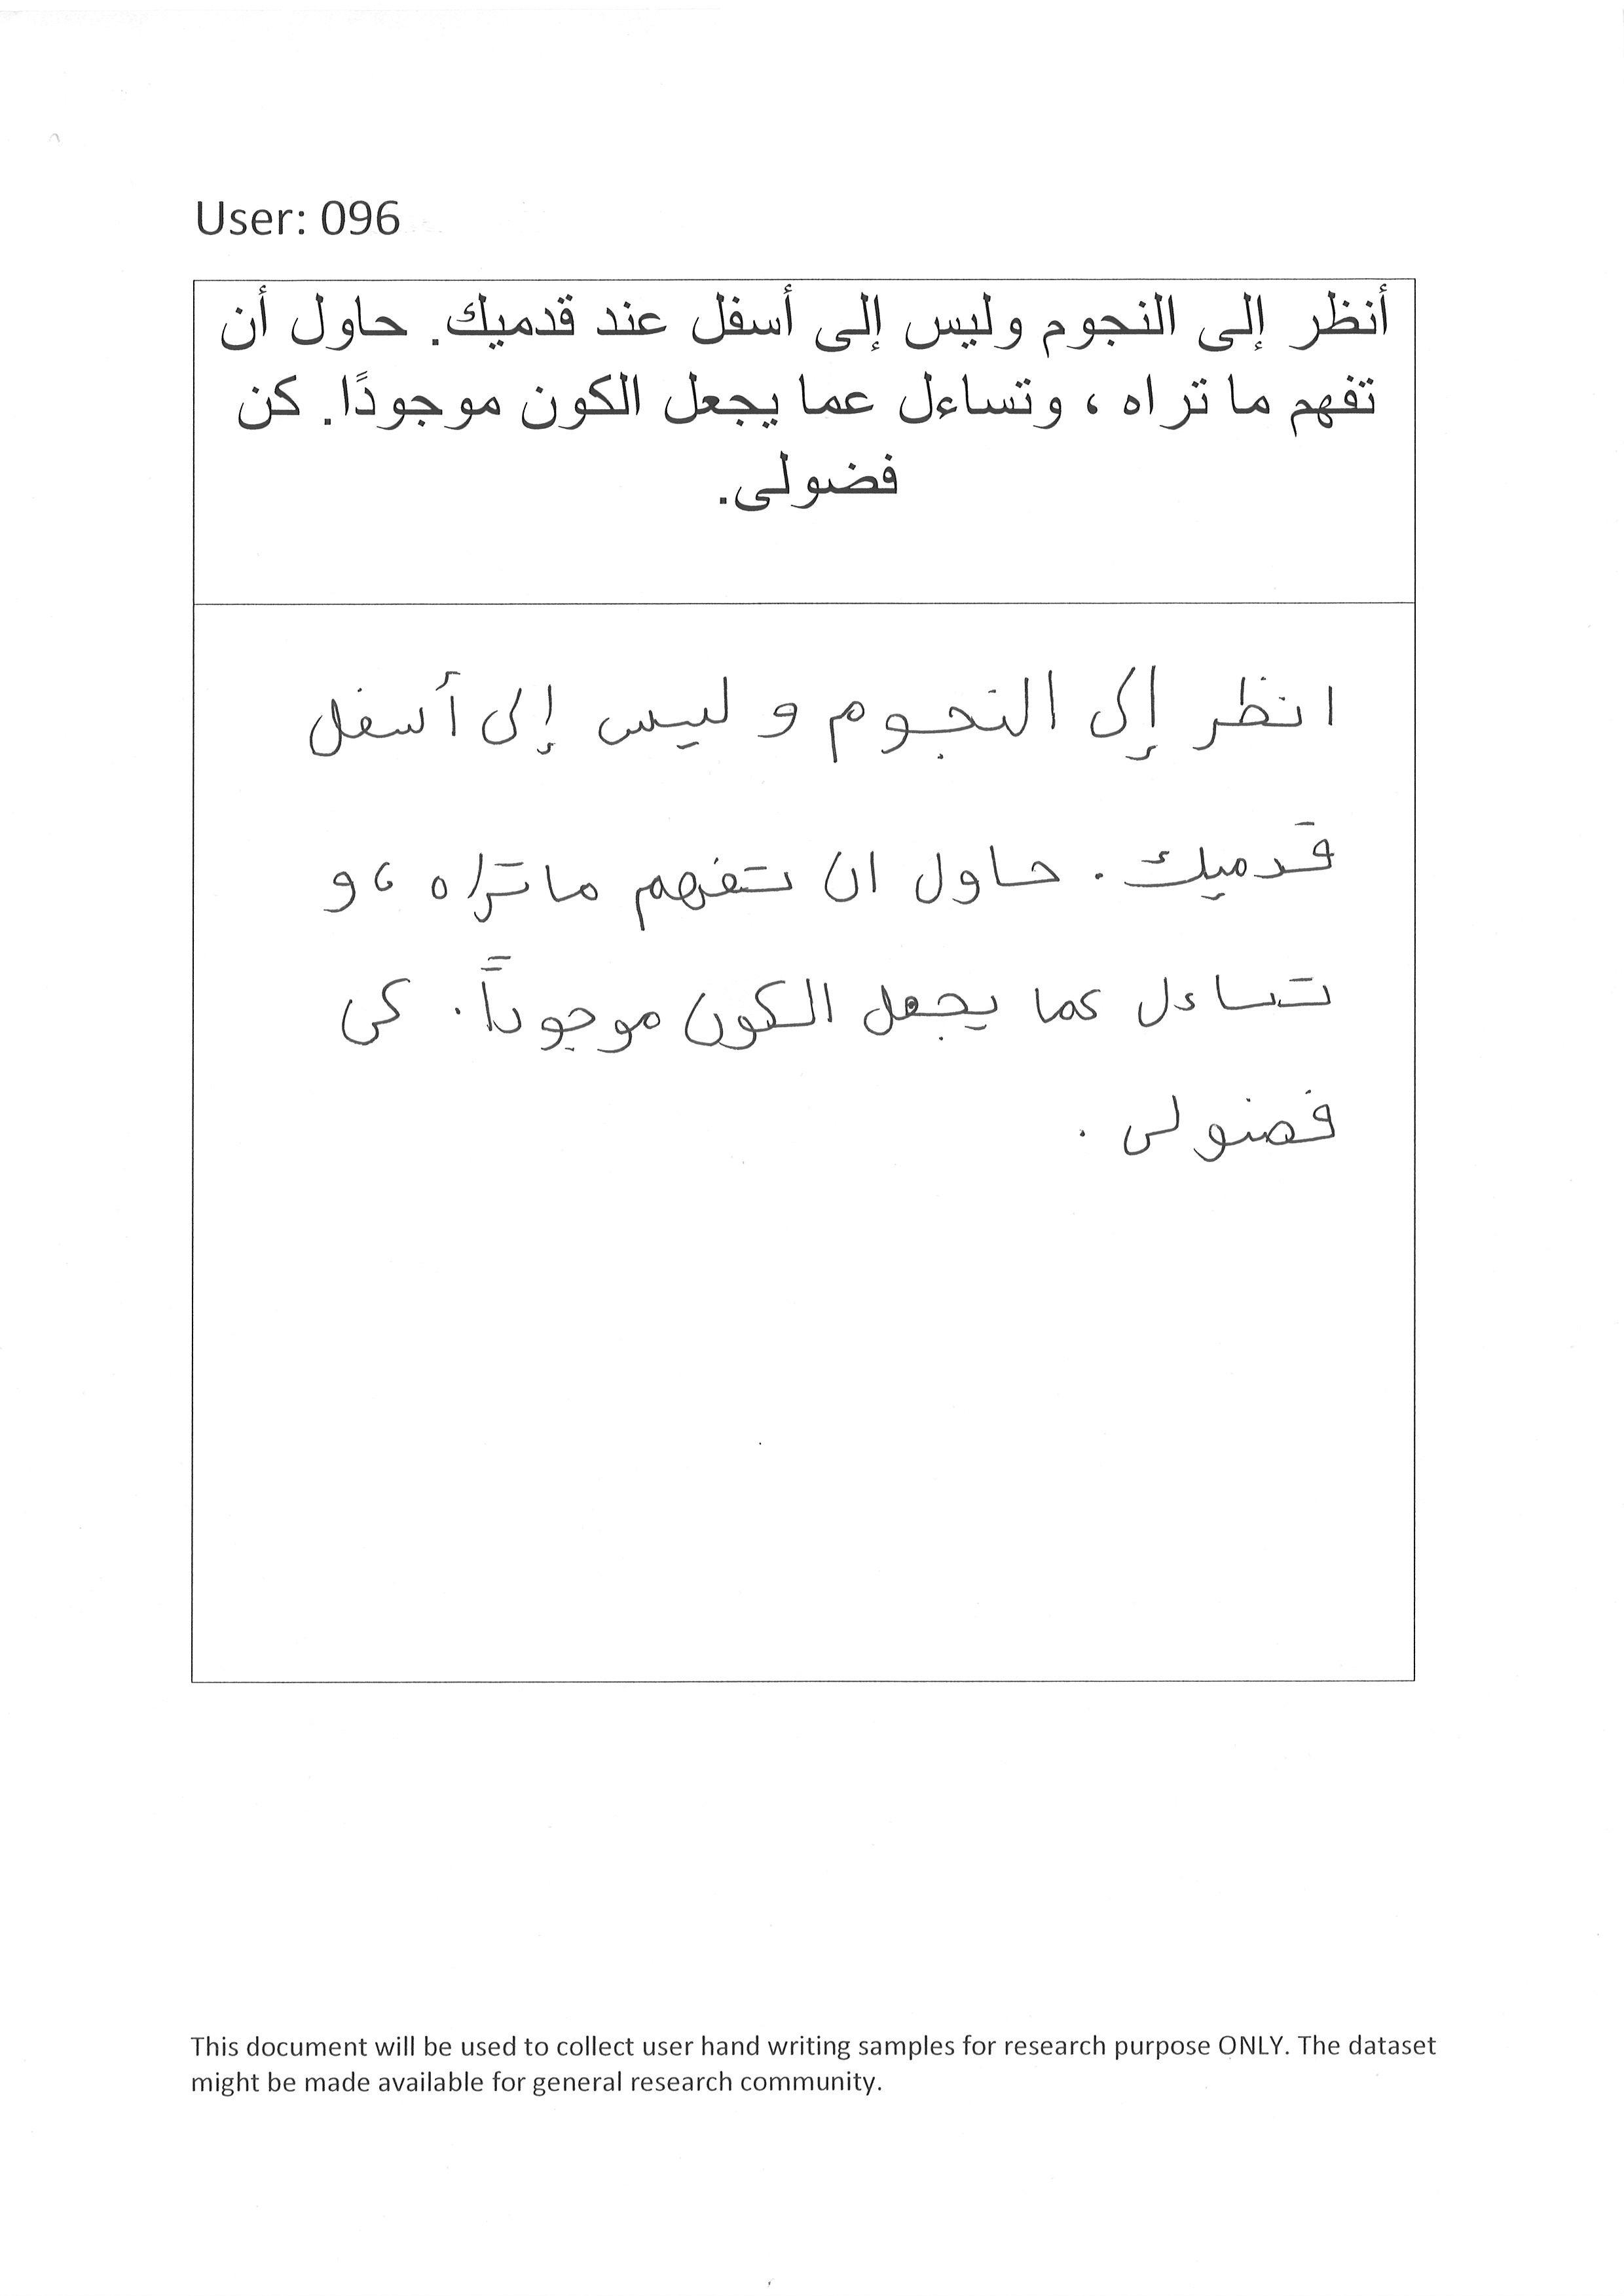 User: 096
أنظر إلى النجوم وليس إلى أسفل عند قدميك. حاول أن
تفهم ما تراه ، وتساءل عما يجعل الكون موجودًا. كن
فضولى.
انظر إلى النجوم و ليس إلى أسفل
قدميك . حاول ان تفهم ما تراه ، و
تساءل عما يجعل الكون موجوداً . كن
فضولى .
This document will be used to collect user hand writing samples for research purpose ONLY. The dataset
might be made available for general research community.